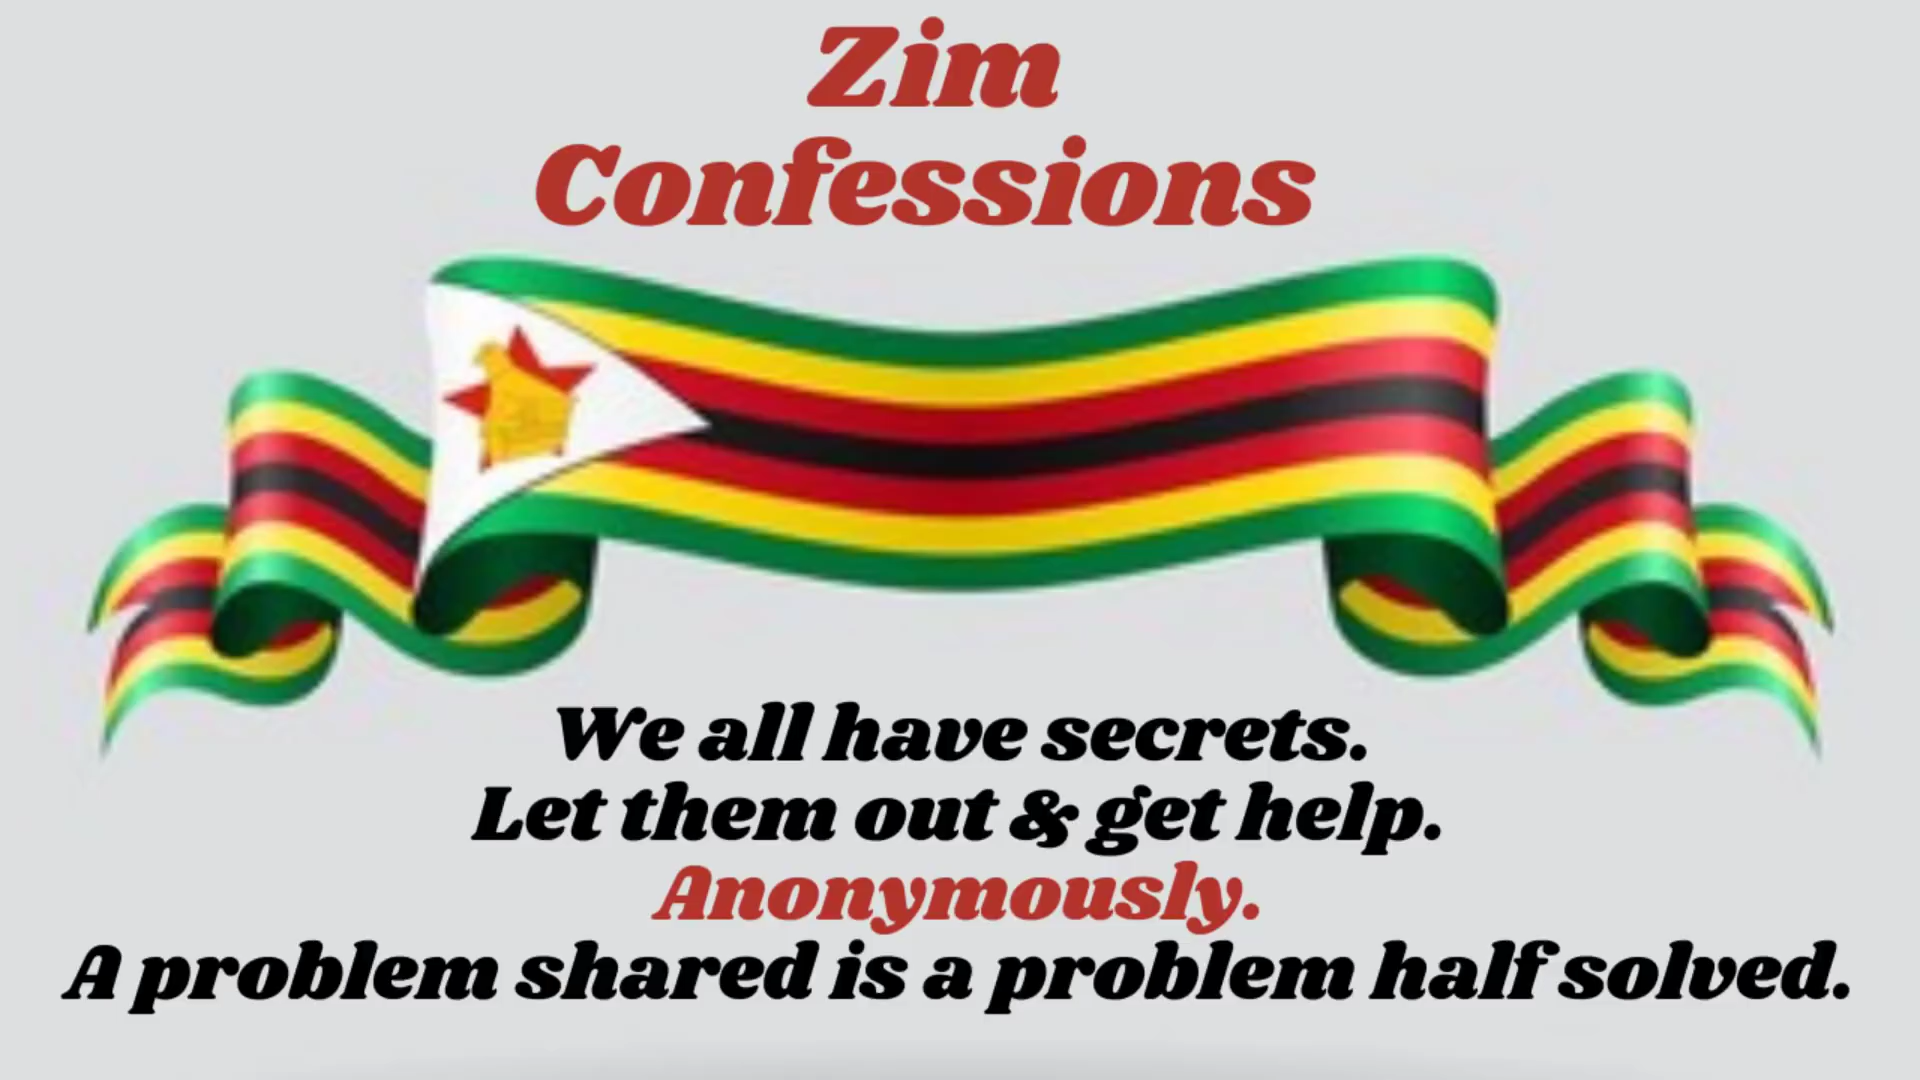 Zim
Confessions
We all have secrets.
Let them out & get help.
Anonymously.
A problem shared is a problem half solved.